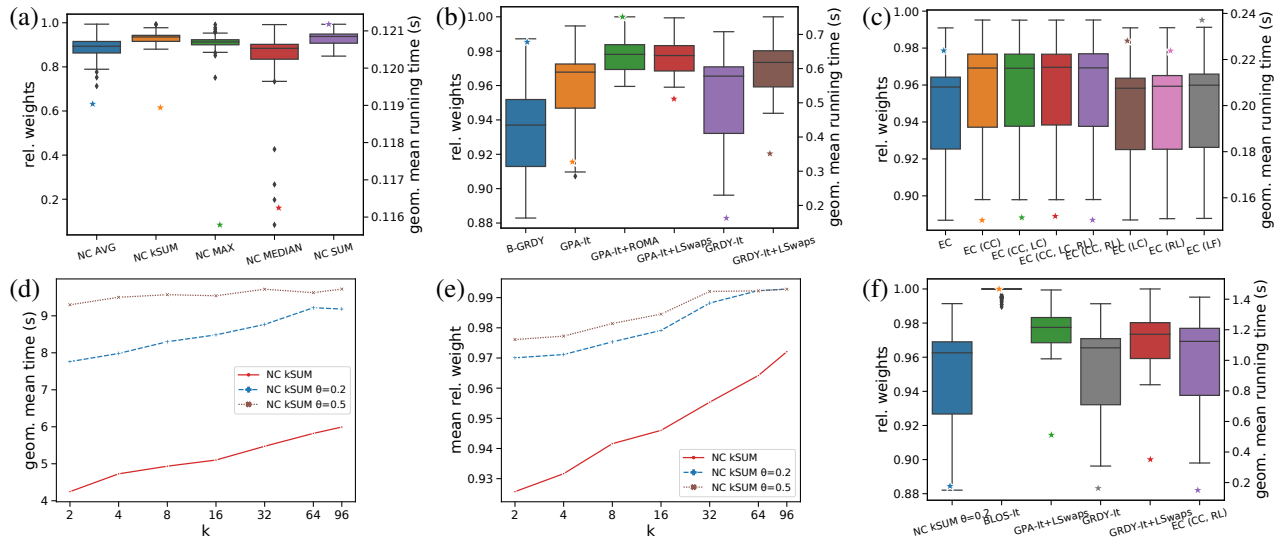 (a)
rel. weights
1.0
0.8
0.6
0.4
0.2
0.121
0.120
0.119
0.118
0.117
0.116
geom. mean running time (s)
NC AVG
NC kSUM
NC MAX
NC MEDIAN
NC SUM
(b)
rel. weights
1.00
0.98
0.96
0.94
0.92
0.90
0.88
0.7
0.6
0.5
0.4
0.3
0.2
geom. mean running time (s)
B-GRDY
GPA-It
GPA-It+ROMA
GPA-It+LSwaps
GRDY-It
GRDY-It+LSwaps
(c)
rel. weights
1.00
0.98
0.96
0.94
0.92
0.90
0.24
0.22
0.20
0.18
0.16
geom. mean running time (s)
EC
EC (CC)
EC (CC, LC)
EC (CC, LC, RL)
EC (CC, RL)
EC (LC)
EC (RL)
EC (LF)
(d)
geom. mean time (s)
9
8
7
6
5
4
NC kSUM
NC kSUM θ=0.2
NC kSUM θ=0.5
2
4
8
16
32
64
96
k
(e)
mean rel. weight
0.99
0.98
0.97
0.96
0.95
0.94
0.93
NC kSUM
NC kSUM θ=0.2
NC kSUM θ=0.5
2
4
8
16
32
64
96
k
(f)
rel. weights
1.00
0.98
0.96
0.94
0.92
0.90
0.88
1.4
1.2
1.0
0.8
0.6
0.4
0.2
geom. mean running time (s)
NC kSUM θ=0.2
BLOS-It
GPA-It+LSwaps
GRDY-It
GRDY-It+LSwaps
EC (CC, RL)